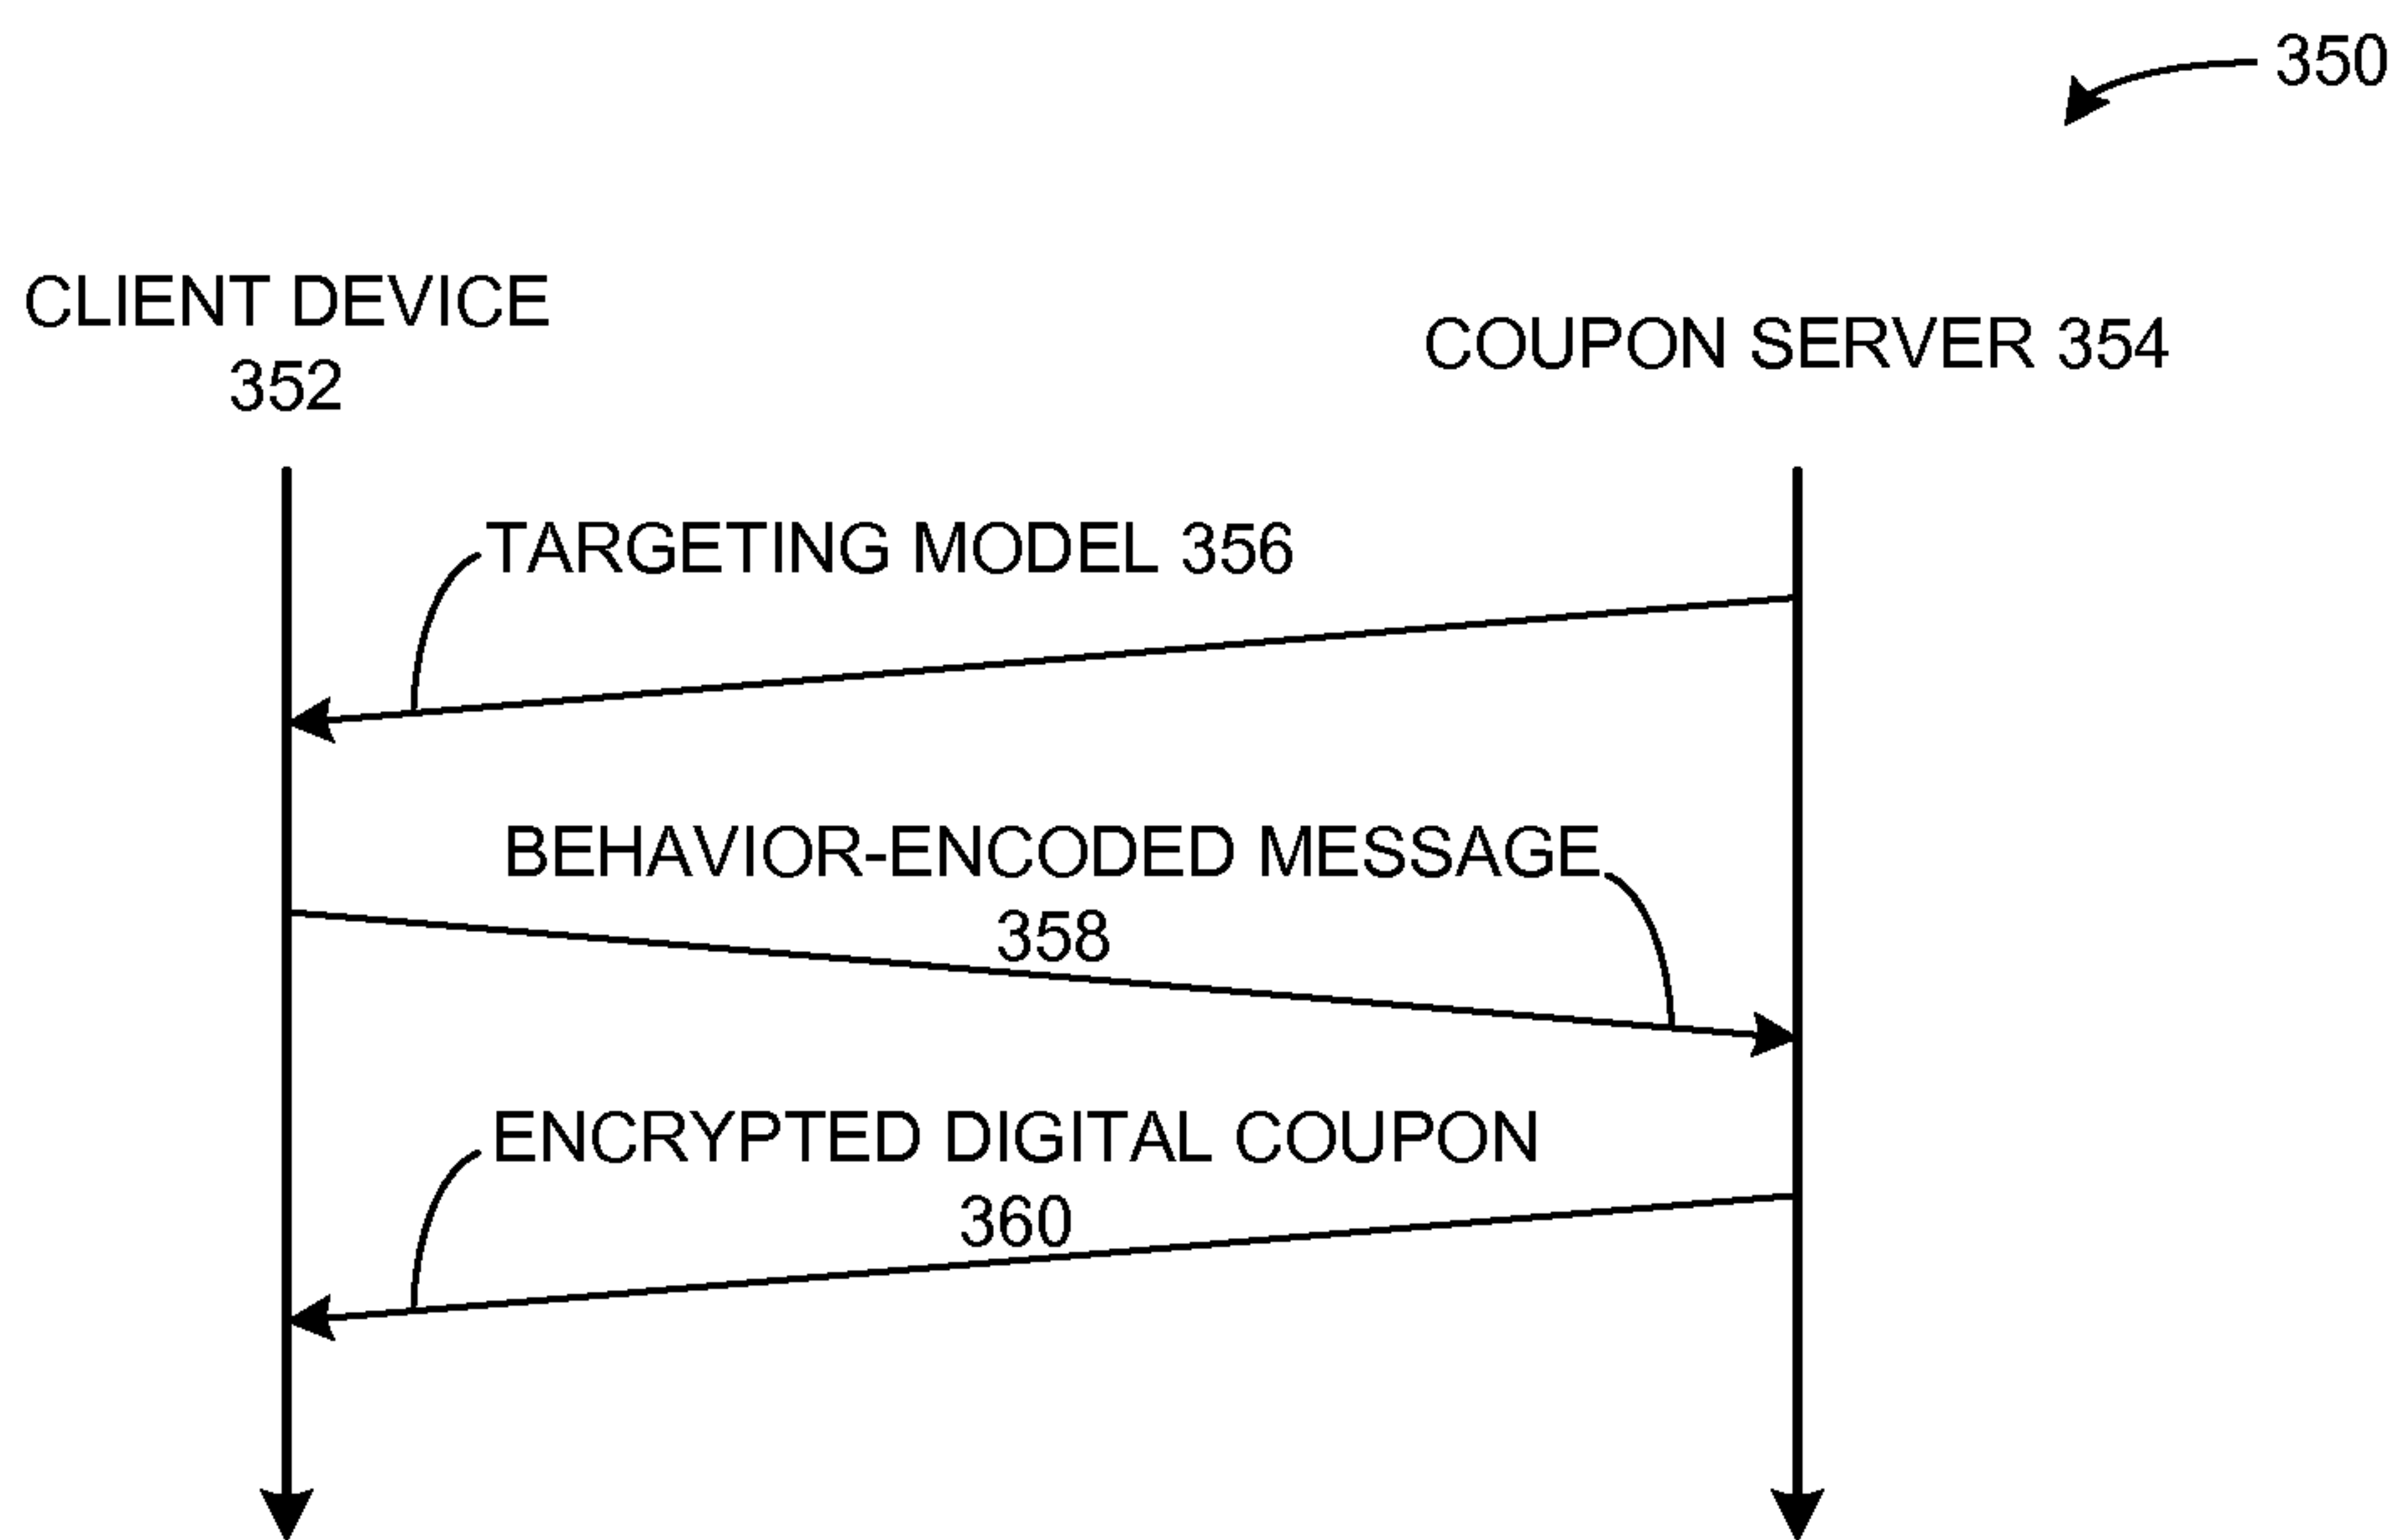 350
CLIENT DEVICE
352
COUPON SERVER 354
TARGETING MODEL 356
BEHAVIOR-ENCODED MESSAGE
358
ENCRYPTED DIGITAL COUPON
360